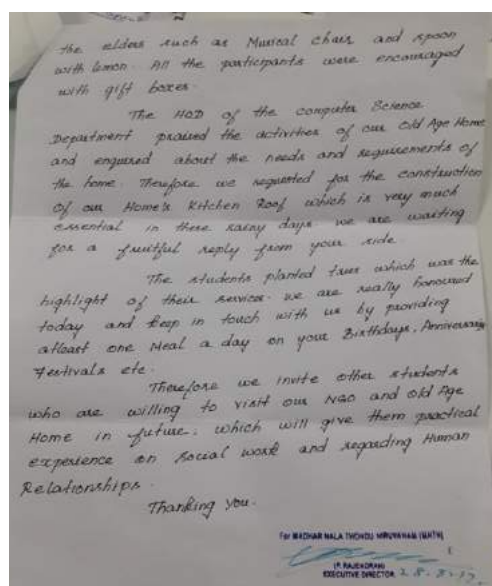 the elders such as Musical chair and spoon
with lemon. All the participants were encouraged
with gift boxes.
The HOD of the computer Science
Department praised the activities of our Old Age Home
and enquired about the needs and requirements of
the home. Therefore we requested for the construction
Of our Home's Kitchen Roof which is very much
essential in these rainy days. we are waiting
for a fruitful reply from your side.
The students planted trees which was the
highlight of their services. we are really honoured
today and keep in touch with us by providing
atleast one Meal a day on your Birthdays, Anniversary
Festivals etc.
Therefore we invite other students
who are willing to visit our NGO and old Age
Home in future. which will give them practical
experience on social work and regarding Human
Relationships.
Thanking you.
For MADHAR NALA THONDU NIRUVANAM (MNTN)
(P. RAJENDRAN)
EXECUTIVE DIRECTOR